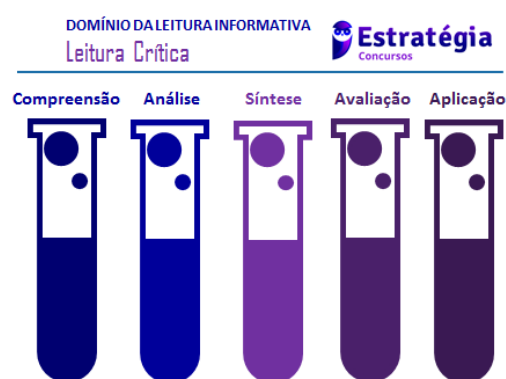 DOMÍNIO DA LEITURA INFORMATIVA
Leitura Crítica
Estratégia
Concursos
Compreensão Análise Síntese Avaliação Aplicação